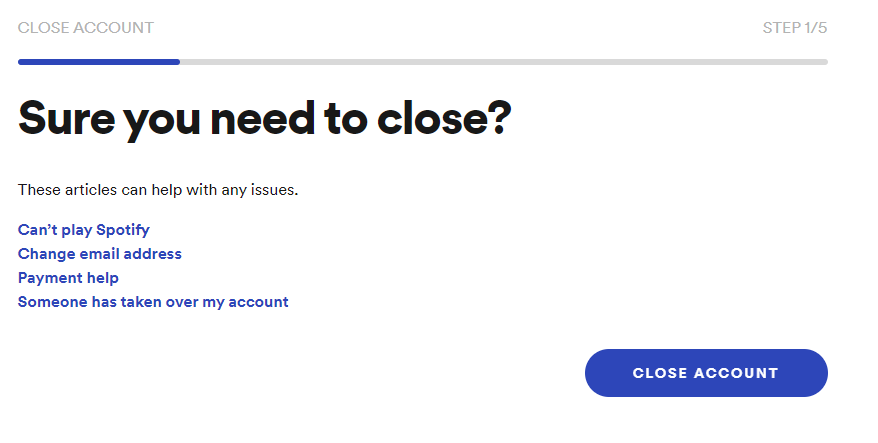 CLOSE ACCOUNT
STEP 1/5
Sure you need to close?
These articles can help with any issues.
Can’t play Spotify
Change email address
Payment help
Someone has taken over my account
CLOSE ACCOUNT